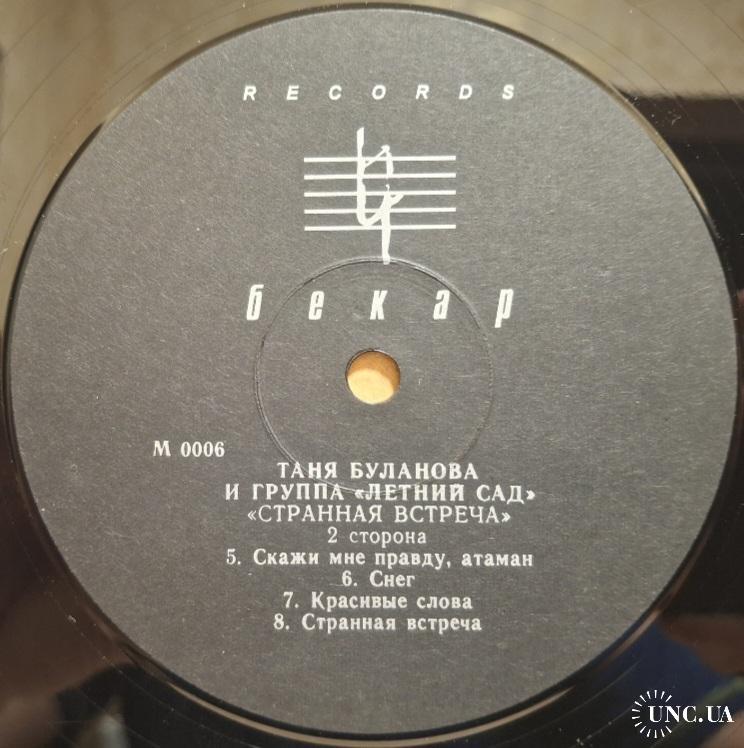 RECORDS
бекар
М 0006
ТАНЯ БУЛАНОВА
И ГРУППА «ЛЕТНИЙ САД»
«СТРАННАЯ ВСТРЕЧА»
2 сторона
5. Скажи мне правду, атаман
6. Снег
7. Красивые слова
8. Странная встреча
UNC.UA